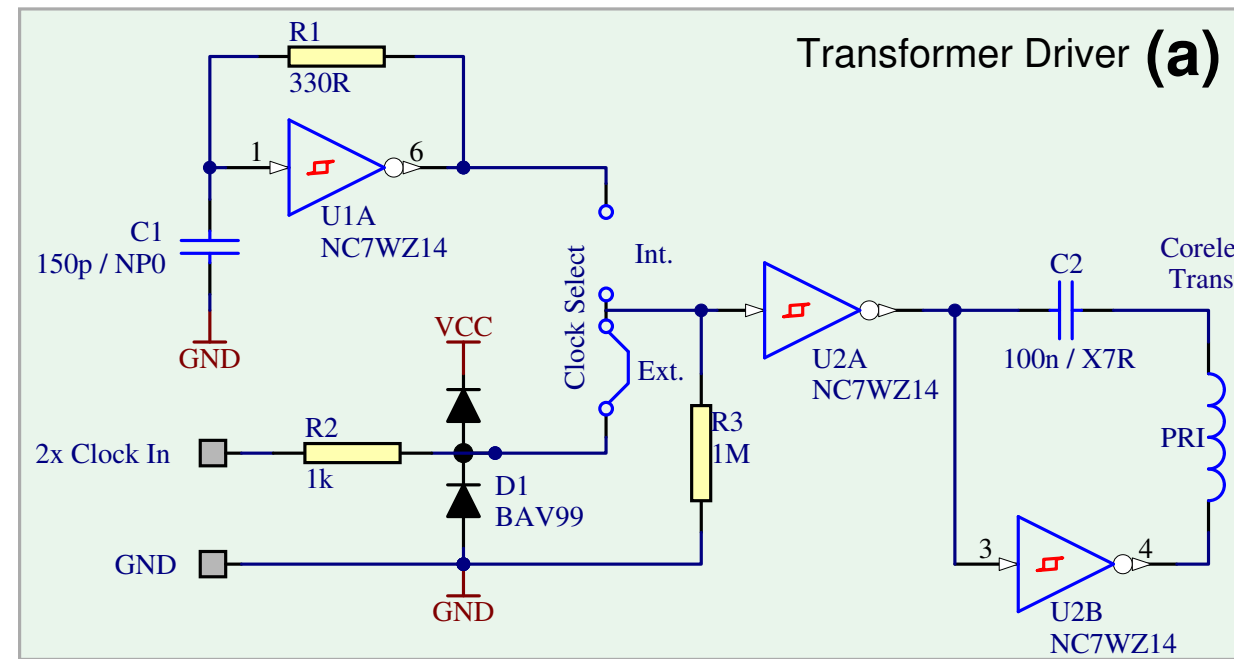 Transformer Driver (a)
R1
330R
1
6
U1A
NC7WZ14
C1
150p / NP0
GND
Clock Select
Int.
Ext.
VCC
2x Clock In
R2
1k
D1
BAV99
GND
GND
R3
1M
U2A
NC7WZ14
C2
100n / X7R
Corele
Trans
PRI
3
4
U2B
NC7WZ14